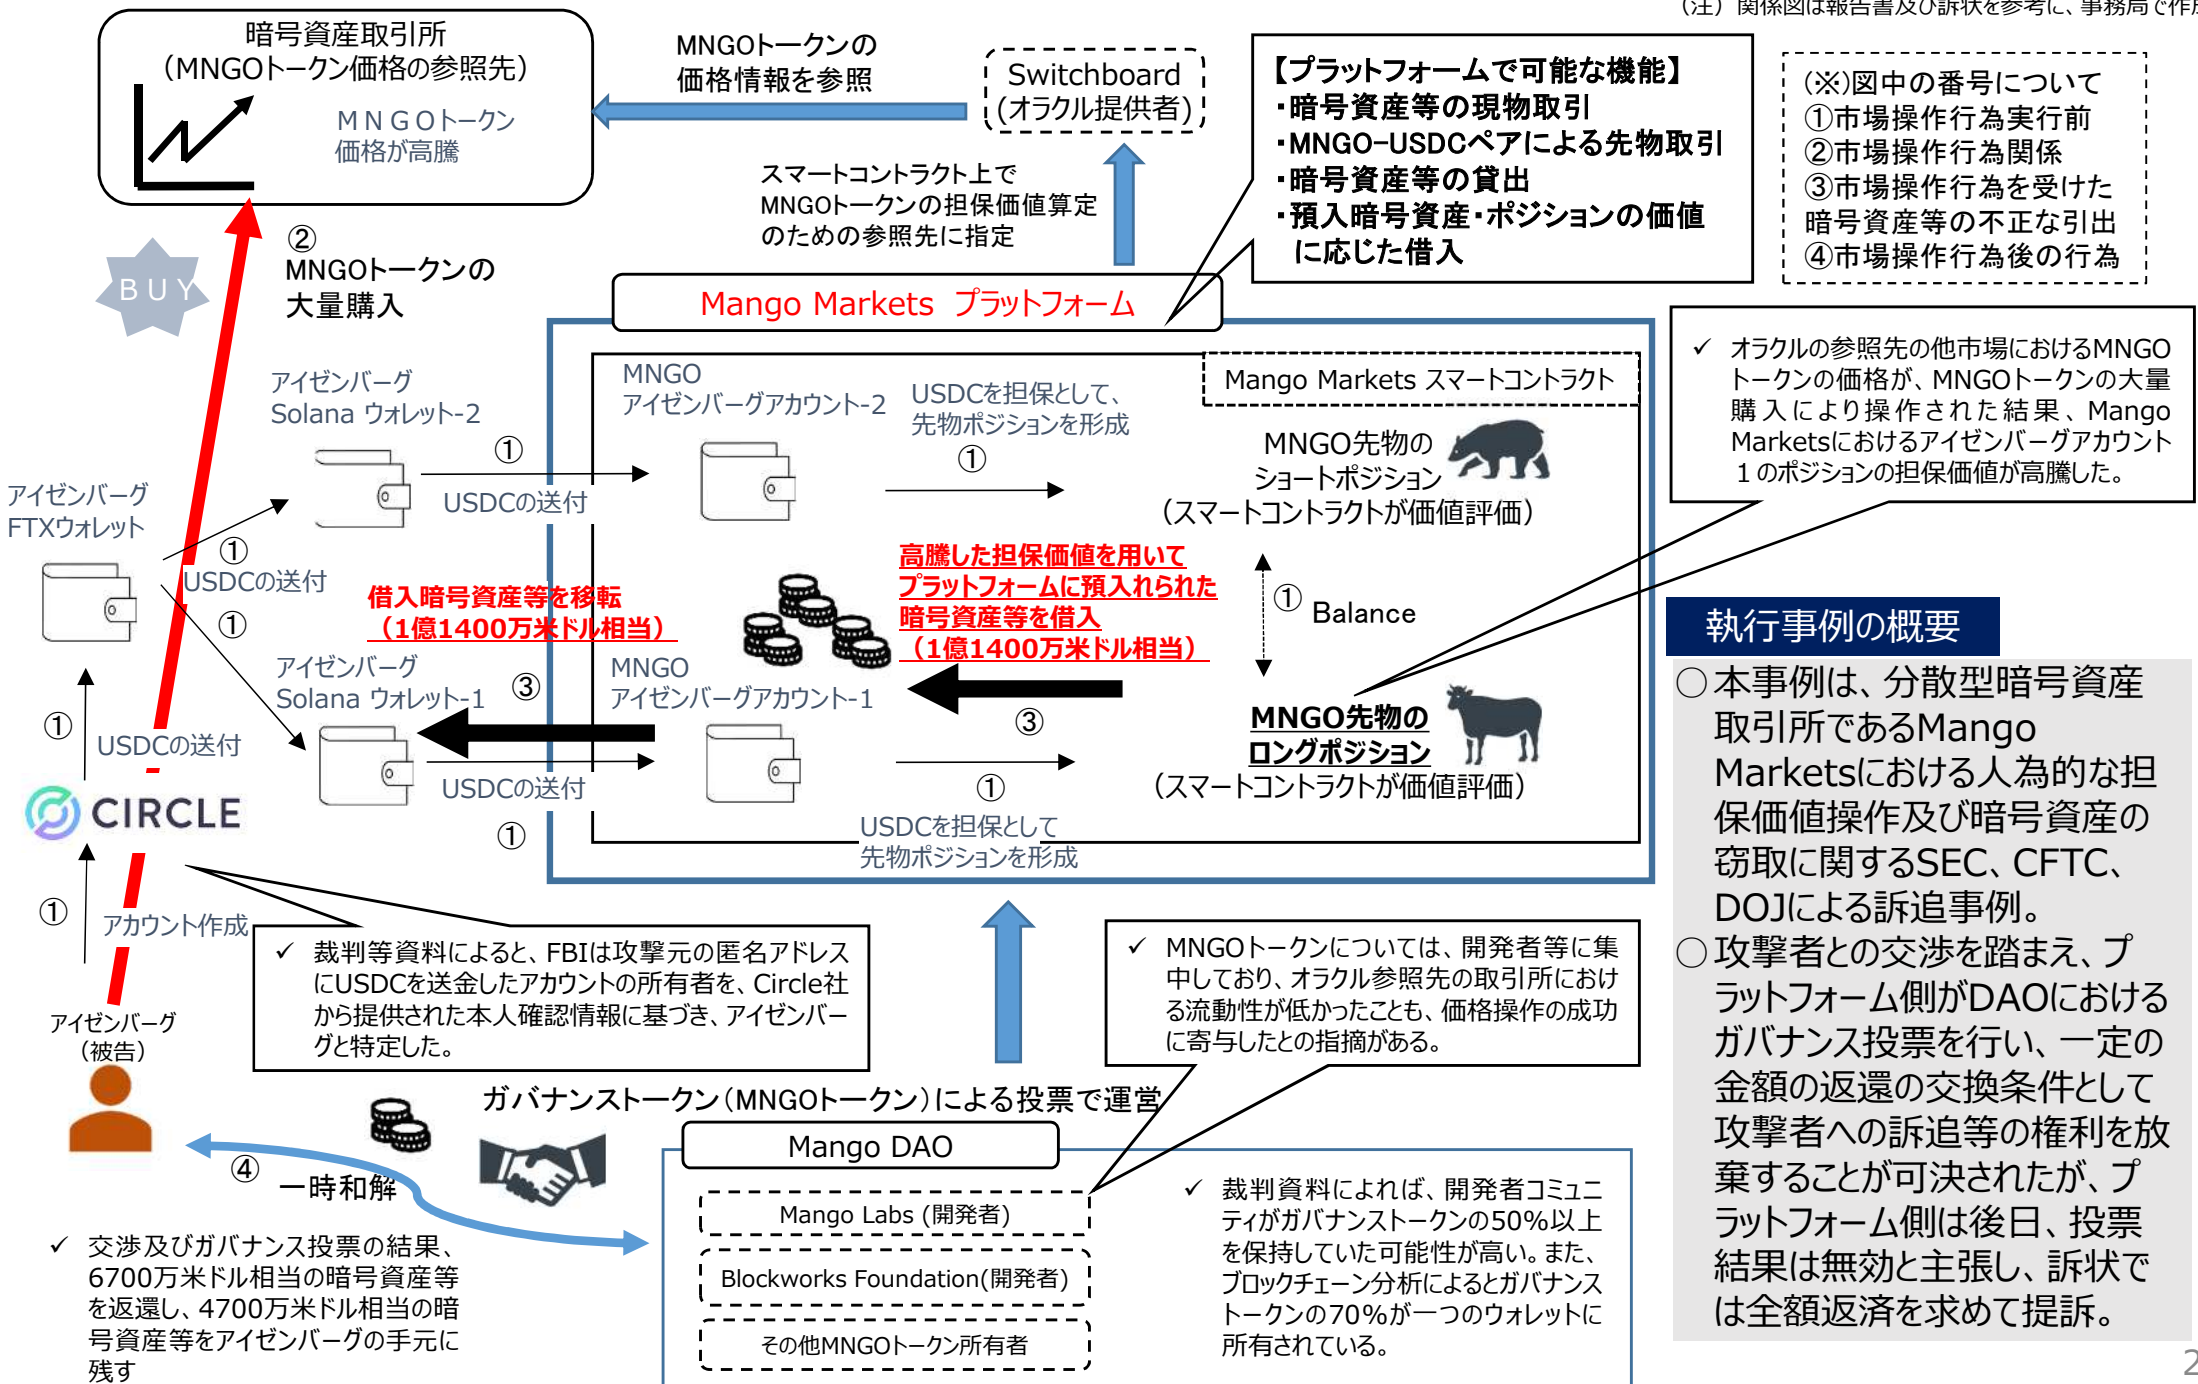 （注）関係図は報告書及び訴状を参考に、事務局で作成
暗号資産取引所
（MNGOトークン価格の参照先）
ＭＮＧＯトークン
価格が高騰
MNGOトークンの
価格情報を参照
Switchboard
(オラクル提供者)
スマートコントラクト上で
MNGOトークンの担保価値算定
のための参照先に指定
【プラットフォームで可能な機能】
・暗号資産等の現物取引
・MNGO-USDCペアによる先物取引
・暗号資産等の貸出
・預入暗号資産・ポジションの価値
に応じた借入
(※)図中の番号について
①市場操作行為実行前
②市場操作行為関係
③市場操作行為を受けた
暗号資産等の不正な引出
④市場操作行為後の行為
BUY
②
MNGOトークンの
大量購入
Mango Markets プラットフォーム
Mango Markets スマートコントラクト
✓ オラクルの参照先の他市場におけるMNGO
トークンの価格が、MNGOトークンの大量
購入により操作された結果、Mango
Marketsにおけるアイゼンバーグアカウント
１のポジションの担保価値が高騰した。
アイゼンバーグ
Solana ウォレット-2
①
USDCの送付
MNGO
アイゼンバーグアカウント-2
USDCを担保として、
先物ポジションを形成
①
MNGO先物の
ショートポジション
（スマートコントラクトが価値評価）
アイゼンバーグ
FTXウォレット
①
USDCの送付
①
借入暗号資産等を移転
（1億1400万米ドル相当）
高騰した担保価値を用いて
プラットフォームに預入れられた
暗号資産等を借入
（1億1400万米ドル相当）
①
Balance
アイゼンバーグ
Solana ウォレット-1
③
MNGO
アイゼンバーグアカウント-1
③
MNGO先物の
ロングポジション
（スマートコントラクトが価値評価）
①
USDCの送付
USDCの送付
①
①
USDCを担保として
先物ポジションを形成
CIRCLE
①
アカウント作成
アイゼンバーグ
（被告）
✓ 裁判等資料によると、FBIは攻撃元の匿名アドレス
にUSDCを送金したアカウントの所有者を、Circle社
から提供された本人確認情報に基づき、アイゼンバー
グと特定した。
✓ MNGOトークンについては、開発者等に集
中しており、オラクル参照先の取引所におけ
る流動性が低かったことも、価格操作の成功
に寄与したとの指摘がある。
ガバナンストークン（MNGOトークン）による投票で運営
④
一時和解
✓ 交渉及びガバナンス投票の結果、
6700万米ドル相当の暗号資産等
を返還し、4700万米ドル相当の暗
号資産等をアイゼンバーグの手元に
残す
Mango DAO
Mango Labs (開発者)
Blockworks Foundation(開発者)
その他MNGOトークン所有者
✓ 裁判資料によれば、開発者コミュニ
ティがガバナンストークンの50%以上
を保持していた可能性が高い。また、
ブロックチェーン分析によるとガバナンス
トークンの70%が一つのウォレットに
所有されている。
執行事例の概要
○本事例は、分散型暗号資産
取引所であるMango
Marketsにおける人為的な担
保価値操作及び暗号資産の
窃取に関するSEC、CFTC、
DOJによる訴追事例。
○攻撃者との交渉を踏まえ、プ
ラットフォーム側がDAOにおける
ガバナンス投票を行い、一定の
金額の返還の交換条件として
攻撃者への訴追等の権利を放
棄することが可決されたが、プ
ラットフォーム側は後日、投票
結果は無効と主張し、訴状で
は全額返済を求めて提訴。
2